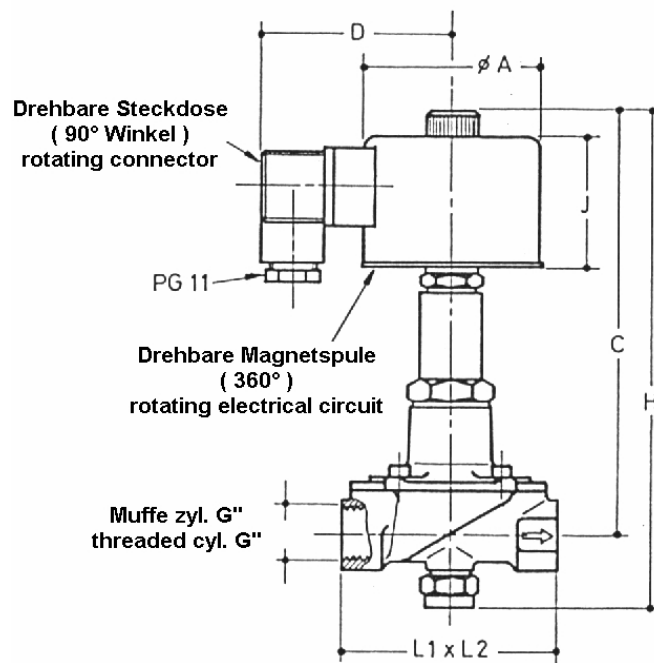 D
ø A
Drehbare Steckdose
( 90° Winkel )
rotating connector
J
PG 11
C
Drehbare Magnetspule
( 360° )
rotating electrical circuit
H
Muffe zyl. G"
threaded cyl. G"
L1 x L2